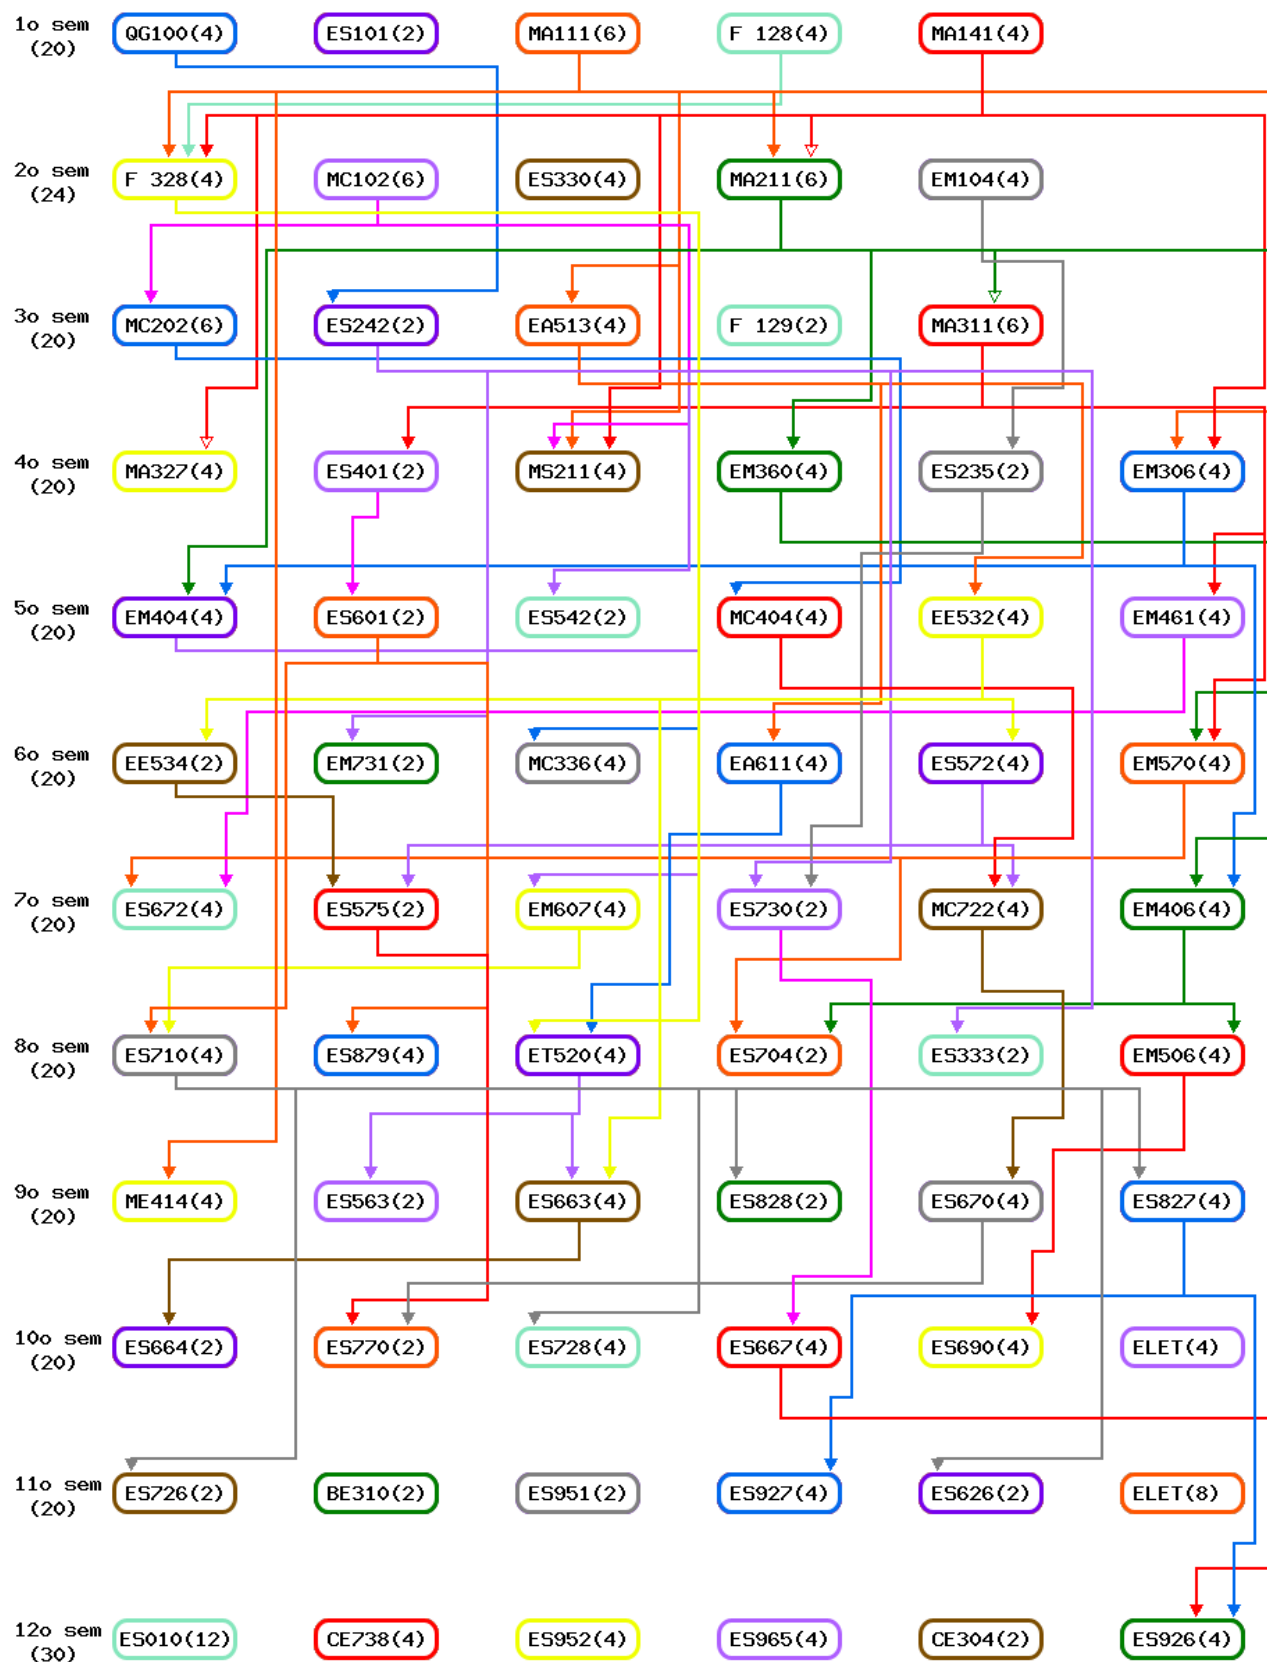 1o sem QG100(4) ES101(2) MA111(6) F 128(4) MA141(4)
(20)
2o sem F 328(4) MC102(6) ES330(4) MA211(6) EM104(4)
(24)
3o sem MC202(6) ES242(2) EA513(4) F 129(2) MA311(6)
(20)
4o sem MA327(4) ES401(2) MS211(4) EM360(4) ES235(2) EM306(4)
(20)
5o sem EM404(4) ES601(2) ES542(2) MC404(4) EE532(4) EM461(4)
(20)
6o sem EE534(2) EM731(2) MC336(4) EA611(4) ES572(4) EM570(4)
(20)
7o sem ES672(4) ES575(2) EM607(4) ES730(2) MC722(4) EM406(4)
(20)
8o sem ES710(4) ES879(4) ET520(4) ES704(2) ES333(2) EM506(4)
(20)
9o sem ME414(4) ES563(2) ES663(4) ES828(2) ES670(4) ES827(4)
(20)
10o sem ES664(2) ES770(2) ES728(4) ES667(4) ES690(4) ELET(4)
(20)
11o sem ES726(2) BE310(2) ES951(2) ES927(4) ES626(2) ELET(8)
(20)
12o sem ES010(12) CE738(4) ES952(4) ES965(4) CE304(2) ES926(4)
(30)